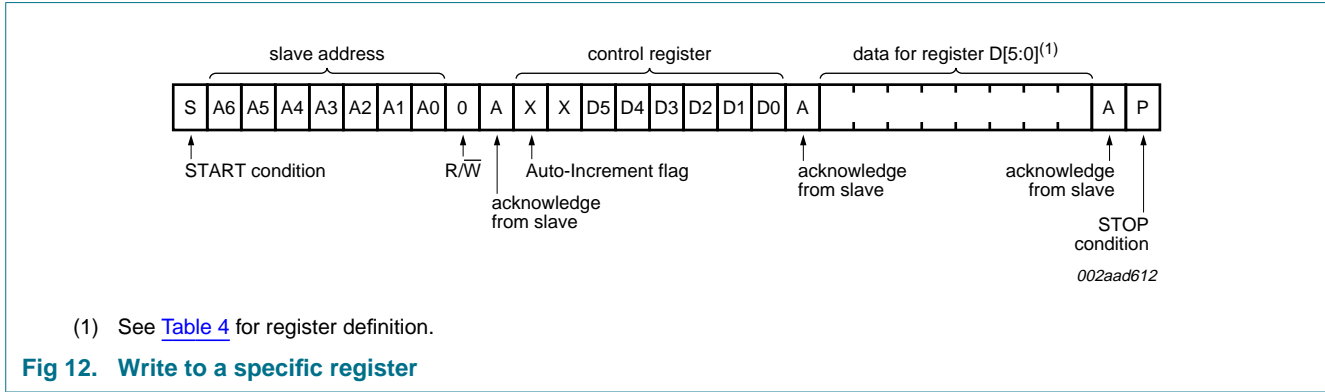 slave address control register data for register D[5:0](1)
S A6 A5 A4 A3 A2 A1 A0 0 A X X D5 D4 D3 D2 D1 D0 A A P
START condition R/W̅ Auto-Increment flag acknowledge from slave acknowledge from slave
acknowledge from slave
STOP condition
002aad612
(1) See Table 4 for register definition.
Fig 12. Write to a specific register